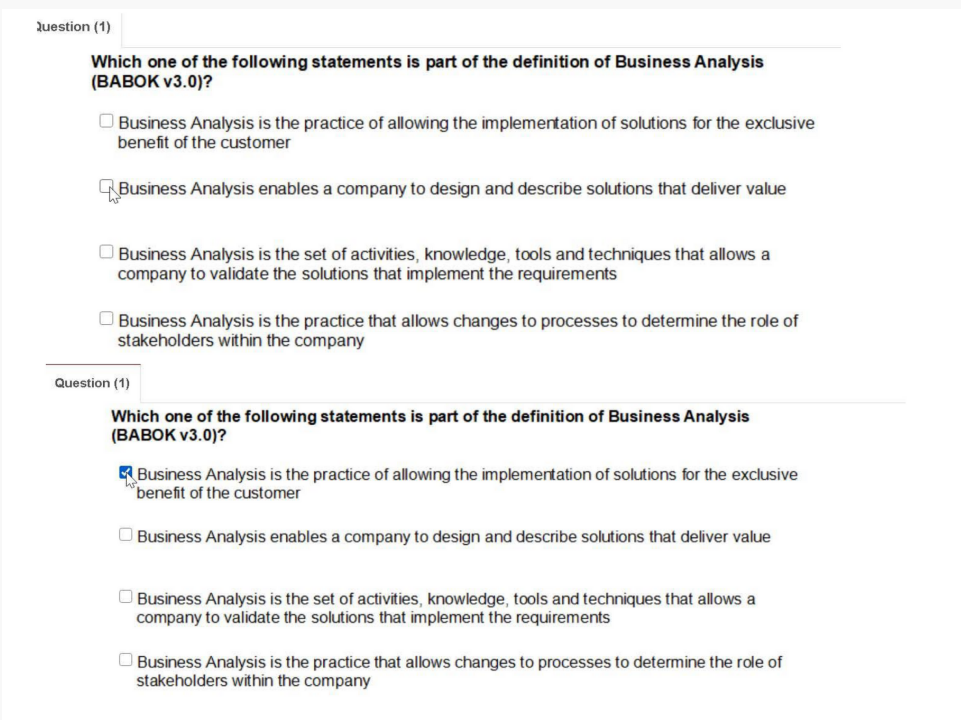 Question (1)
Which one of the following statements is part of the definition of Business Analysis
(BABOK v3.0)?
Business Analysis is the practice of allowing the implementation of solutions for the exclusive
benefit of the customer
Business Analysis enables a company to design and describe solutions that deliver value
Business Analysis is the set of activities, knowledge, tools and techniques that allows a
company to validate the solutions that implement the requirements
Business Analysis is the practice that allows changes to processes to determine the role of
stakeholders within the company
Question (1)
Which one of the following statements is part of the definition of Business Analysis
(BABOK v3.0)?
Business Analysis is the practice of allowing the implementation of solutions for the exclusive
benefit of the customer
Business Analysis enables a company to design and describe solutions that deliver value
Business Analysis is the set of activities, knowledge, tools and techniques that allows a
company to validate the solutions that implement the requirements
Business Analysis is the practice that allows changes to processes to determine the role of
stakeholders within the company